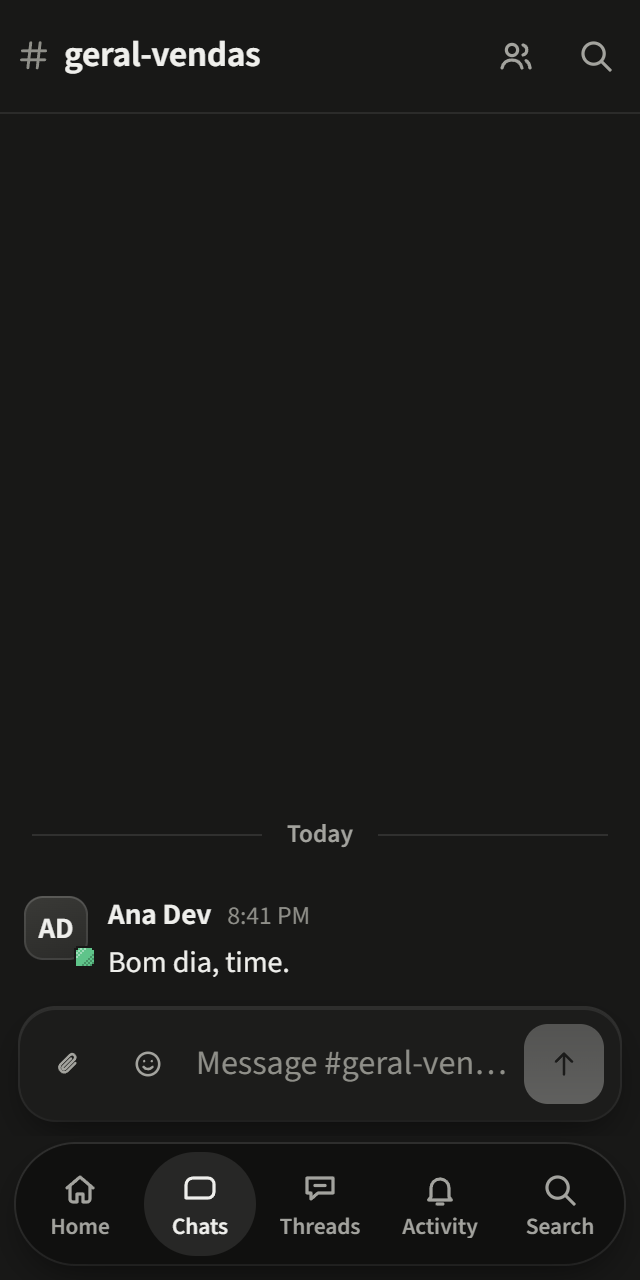 # geral-vendas
Today
AD
Ana Dev 8:41 PM
Bom dia, time.
Message #geral-ven…
Home Chats Threads Activity Search